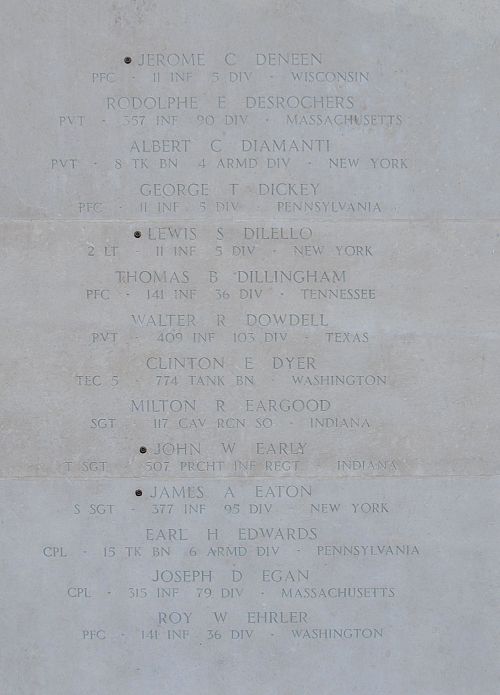 JEROME C DENEEN
PFC · 11 INF 5 DIV · WISCONSIN
RODOLPHE E DESROCHERS
PVT · 357 INF 90 DIV · MASSACHUSETTS
ALBERT C DIAMANTI
PVT · 8 TK BN 4 ARMD DIV · NEW YORK
GEORGE T DICKEY
PFC · 11 INF 5 DIV · PENNSYLVANIA
LEWIS S DILELLO
2 LT · 11 INF 5 DIV · NEW YORK
THOMAS B DILLINGHAM
PFC · 141 INF 36 DIV · TENNESSEE
WALTER R DOWDELL
PVT · 409 INF 103 DIV · TEXAS
CLINTON E DYER
TEC 5 · 774 TANK BN · WASHINGTON
MILTON R EARGOOD
SGT · 117 CAV RCN SQ · INDIANA
JOHN W EARLY
T SGT · 507 PRCHT INF REGT · INDIANA
JAMES A EATON
S SGT · 377 INF 95 DIV · NEW YORK
EARL H EDWARDS
CPL · 15 TK BN 6 ARMD DIV · PENNSYLVANIA
JOSEPH D EGAN
CPL · 315 INF 79 DIV · MASSACHUSETTS
ROY W EHRLER
PFC · 141 INF 36 DIV · WASHINGTON